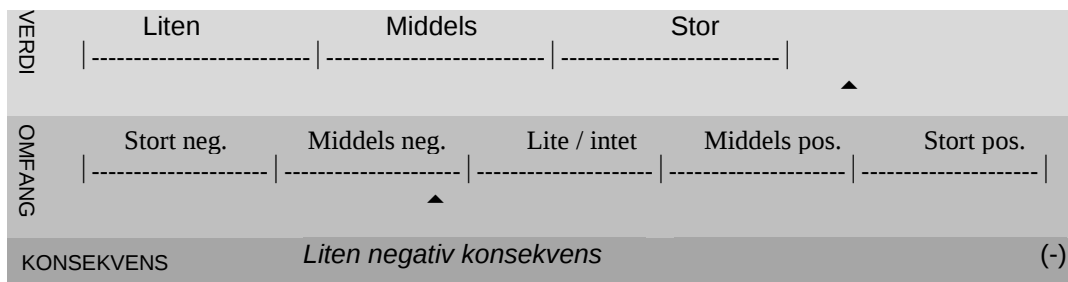 VERDI
Liten Middels Stor
|--------------------------|--------------------------|--------------------------|
OMFANG
Stort neg. Middels neg. Lite / intet Middels pos. Stort pos.
|---------------------|---------------------|---------------------|---------------------|---------------------|
KONSEKVENS Liten negativ konsekvens (-)